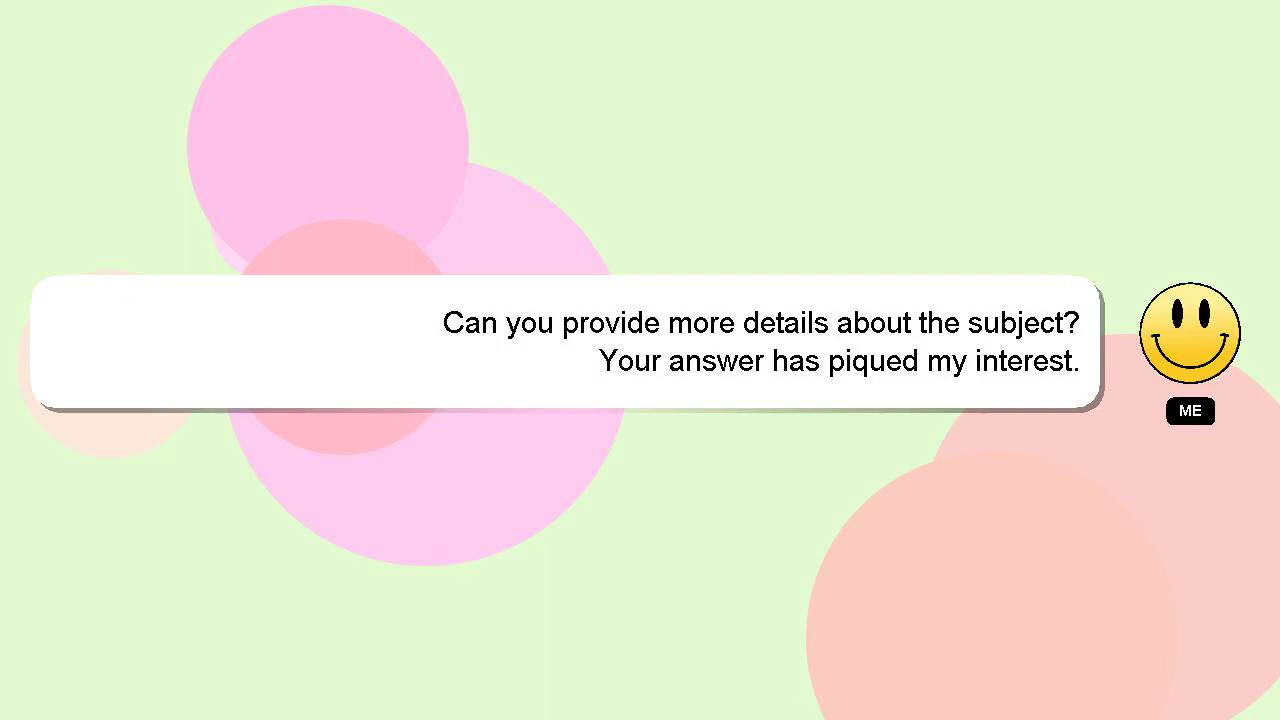 Can you provide more details about the subject?
Your answer has piqued my interest.
ME